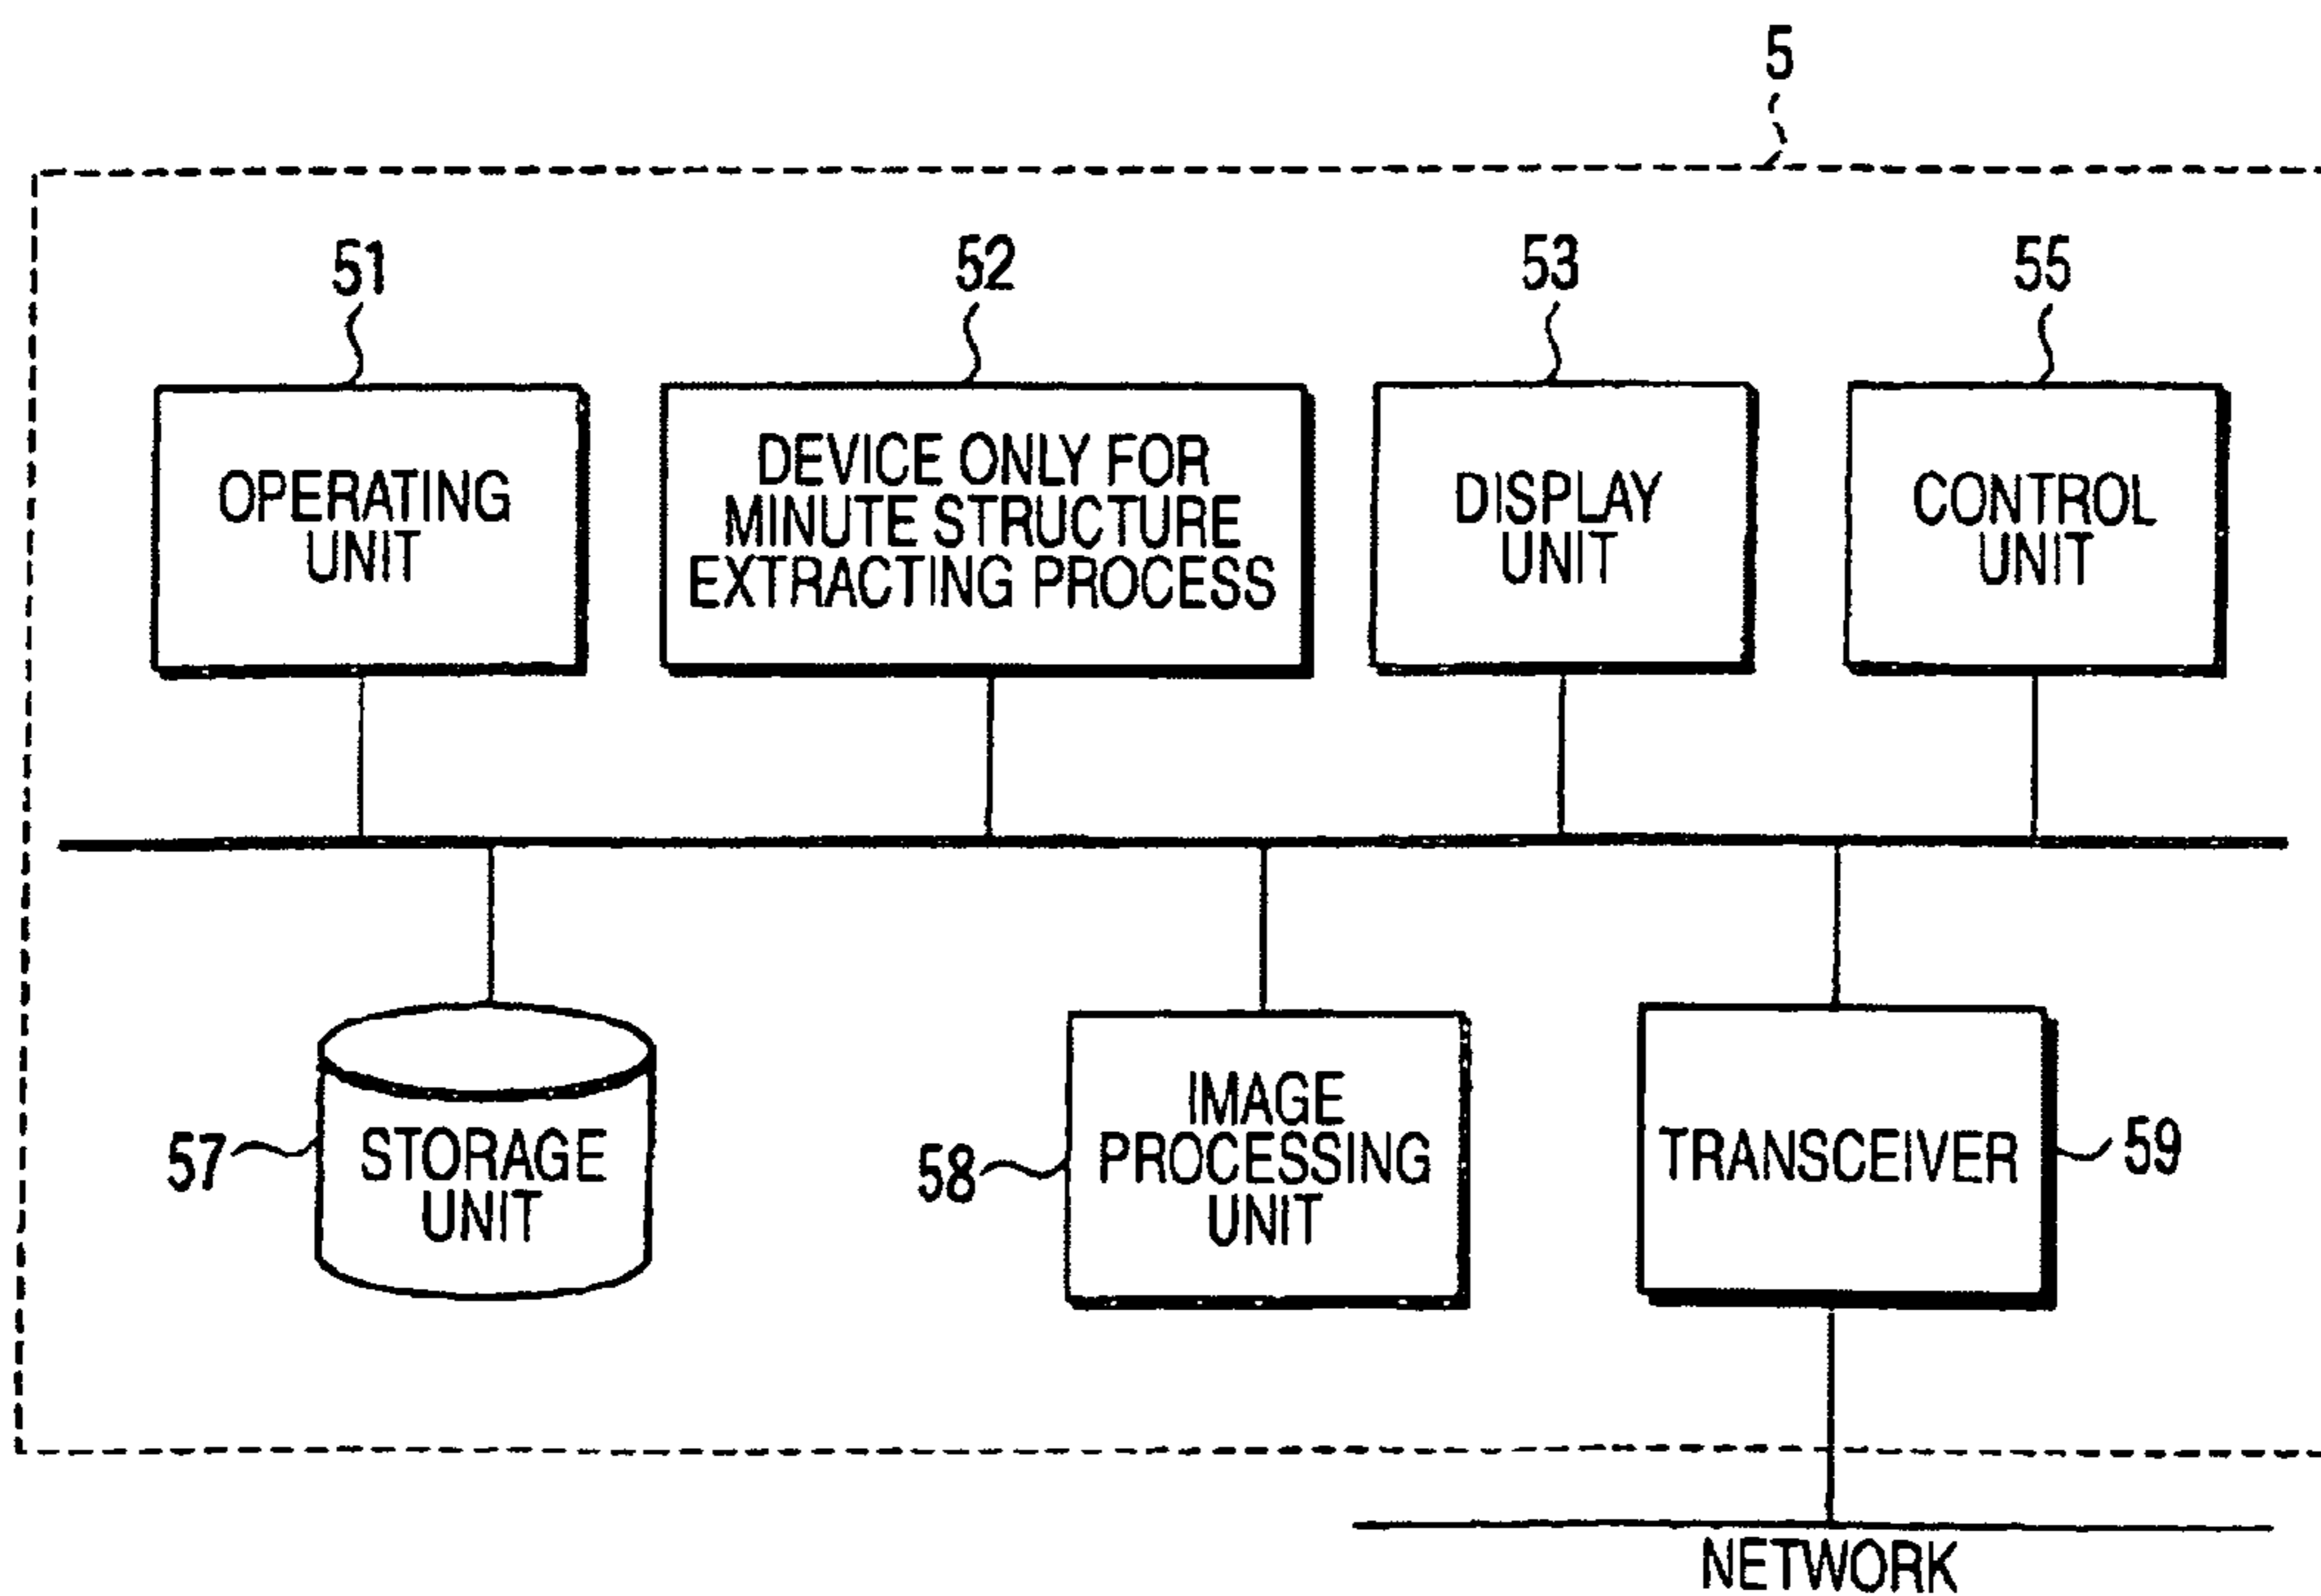 5
51
52
53
55
OPERATING
UNIT
DEVICE ONLY FOR
MINUTE STRUCTURE
EXTRACTING PROCESS
DISPLAY
UNIT
CONTROL
UNIT
57
STORAGE
UNIT
58
IMAGE
PROCESSING
UNIT
TRANSCEIVER
59
NETWORK